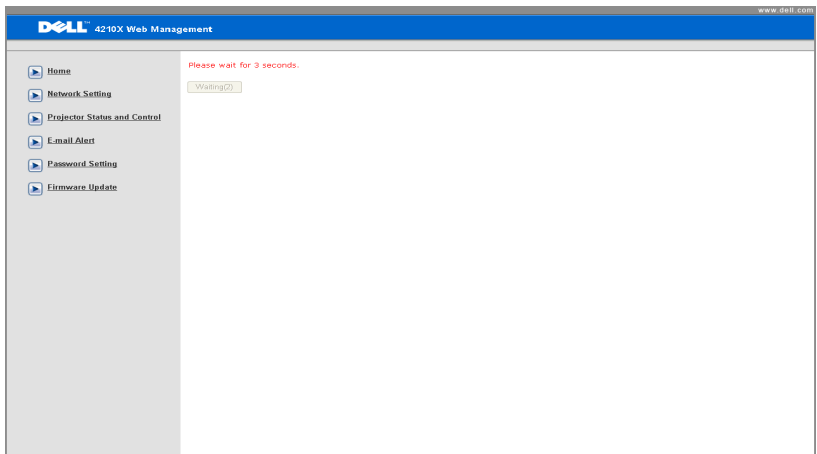 www.dell.com
DELL™ 4210X Web Management
Please wait for 3 seconds.
Waiting(2)
Home
Network Setting
Projector Status and Control
E-mail Alert
Password Setting
Firmware Update